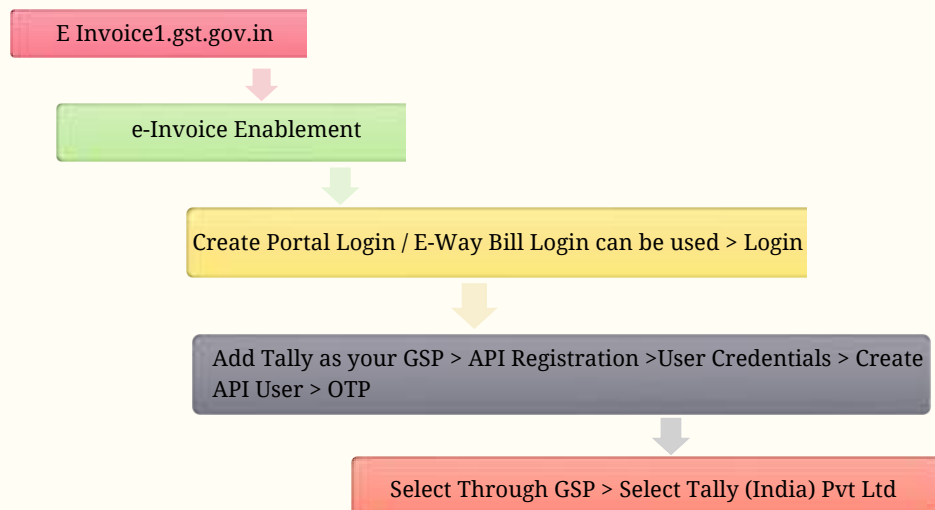 E Invoice1.gst.gov.in
e-Invoice Enablement
Create Portal Login / E-Way Bill Login can be used > Login
Add Tally as your GSP > API Registration >User Credentials > Create
API User > OTP
Select Through GSP > Select Tally (India) Pvt Ltd